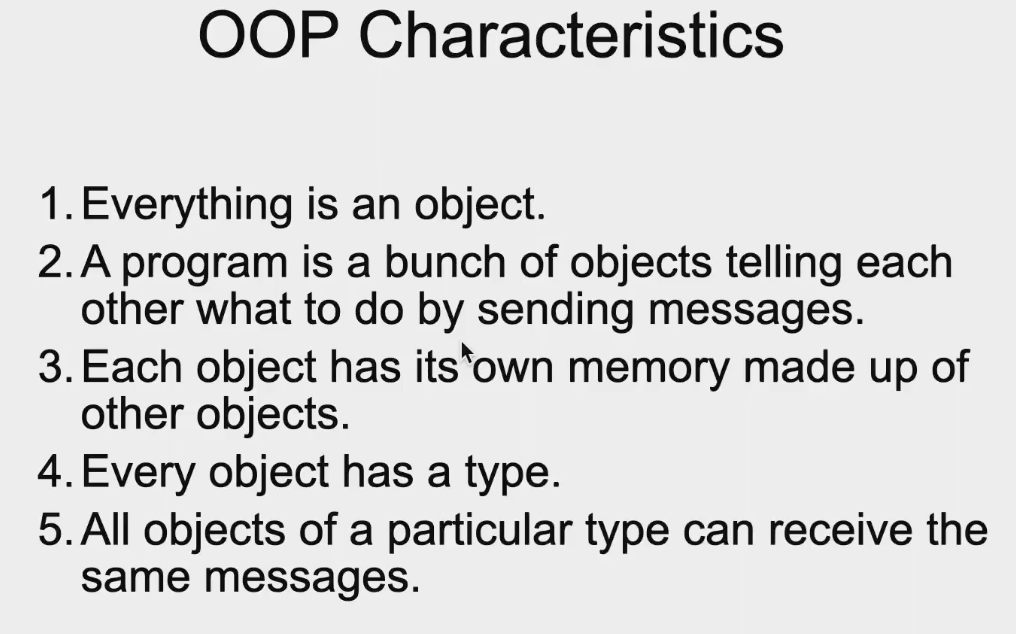 OOP Characteristics
1. Everything is an object.
2. A program is a bunch of objects telling each
other what to do by sending messages.
3. Each object has its own memory made up of
other objects.
4. Every object has a type.
5. All objects of a particular type can receive the
same messages.